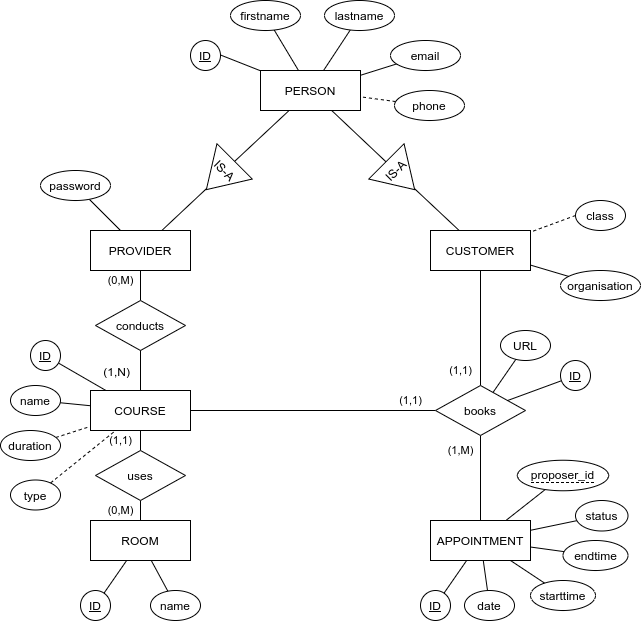 firstname
lastname
ID
email
PERSON
phone
IS-A
IS-A
password
class
PROVIDER
CUSTOMER
(0,M)
organisation
conducts
URL
ID
(1,N)
(1,1)
ID
name
(1,1)
COURSE
books
duration
(1,1)
(1,M)
uses
proposer_id
type
(0,M)
status
ROOM
APPOINTMENT
endtime
starttime
ID
name
ID
date